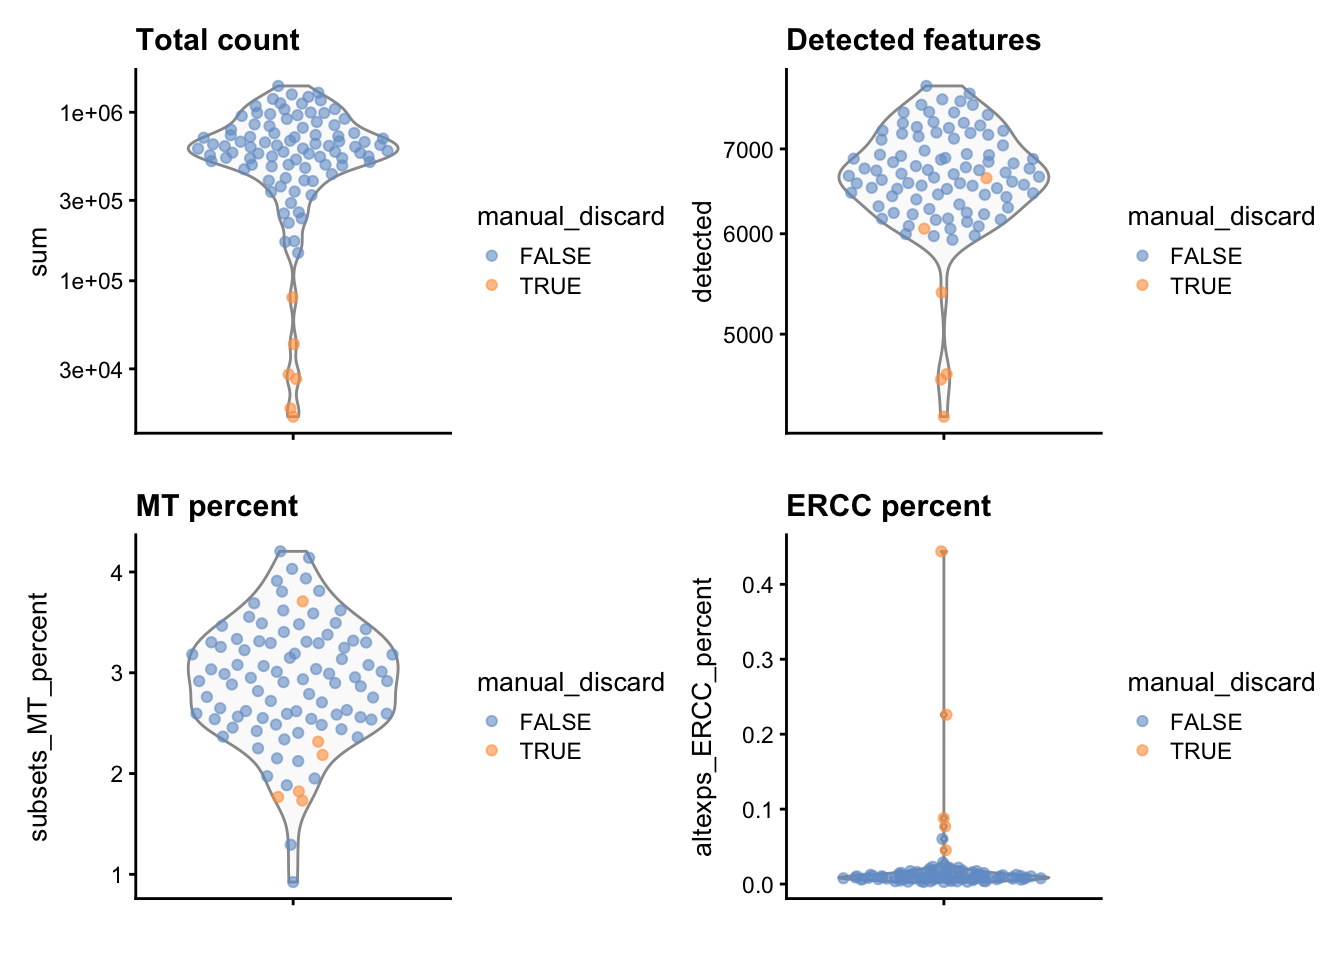 Total count
1e+06
3e+05
1e+05
3e+04
sum
manual_discard
FALSE
TRUE
Detected features
7000
6000
5000
detected
manual_discard
FALSE
TRUE
MT percent
4
3
2
1
subsets_MT_percent
manual_discard
FALSE
TRUE
ERCC percent
0.4
0.3
0.2
0.1
0.0
altexps_ERCC_percent
manual_discard
FALSE
TRUE